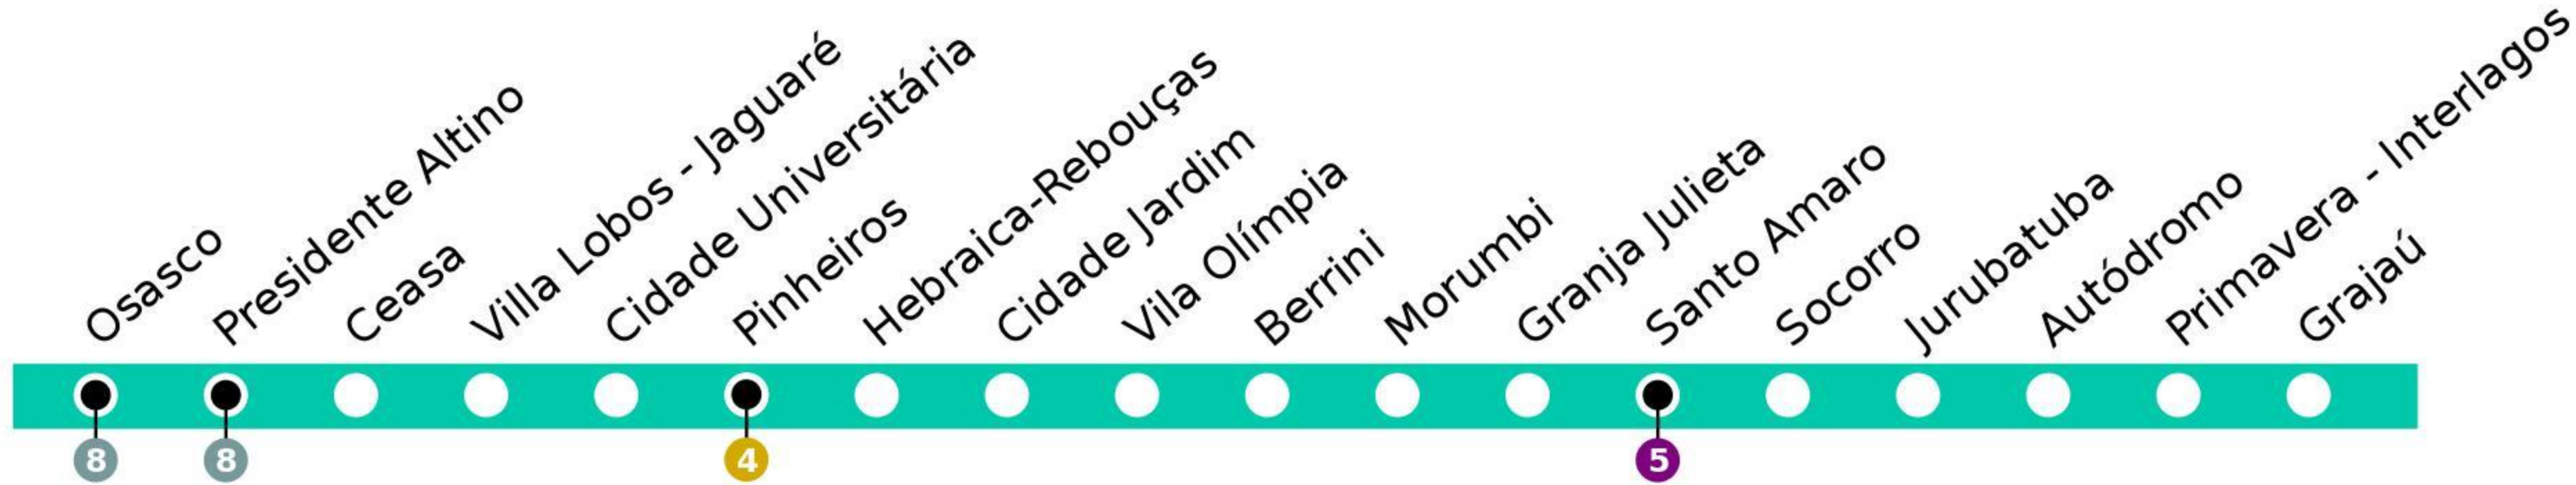 Osasco
Presidente Altino
Ceasa
Villa Lobos - Jaguaré
Cidade Universitária
Pinheiros
Hebraica-Rebouças
Cidade Jardim
Vila Olímpia
Berrini
Morumbi
Granja Julieta
Santo Amaro
Socorro
Jurubatuba
Autódromo
Primavera - Interlagos
Grajaú
8
8
4
5